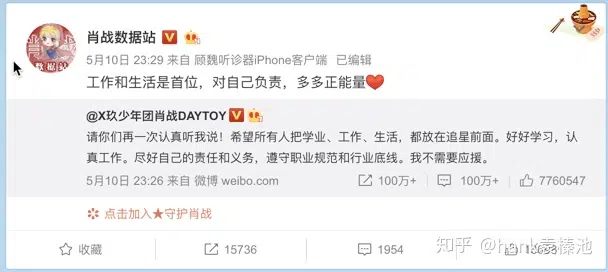 肖战数据站
5月10日 23:29 来自 顾魏听诊器iPhone客户端 已编辑
数据站
工作和生活是首位，对自己负责，多多正能量
@X玖少年团肖战DAYTOY
请你们再一次认真听我说！希望所有人把学业、工作、生活，都放在追星前面。好好学习，认
真工作。尽好自己的责任和义务，遵守职业规范和行业底线。我不需要应援。
5月10日 23:26 来自 微博 weibo.com 100万+ 100万+ 7760547
点击加入★守护肖战
收藏 15736 1954
知乎